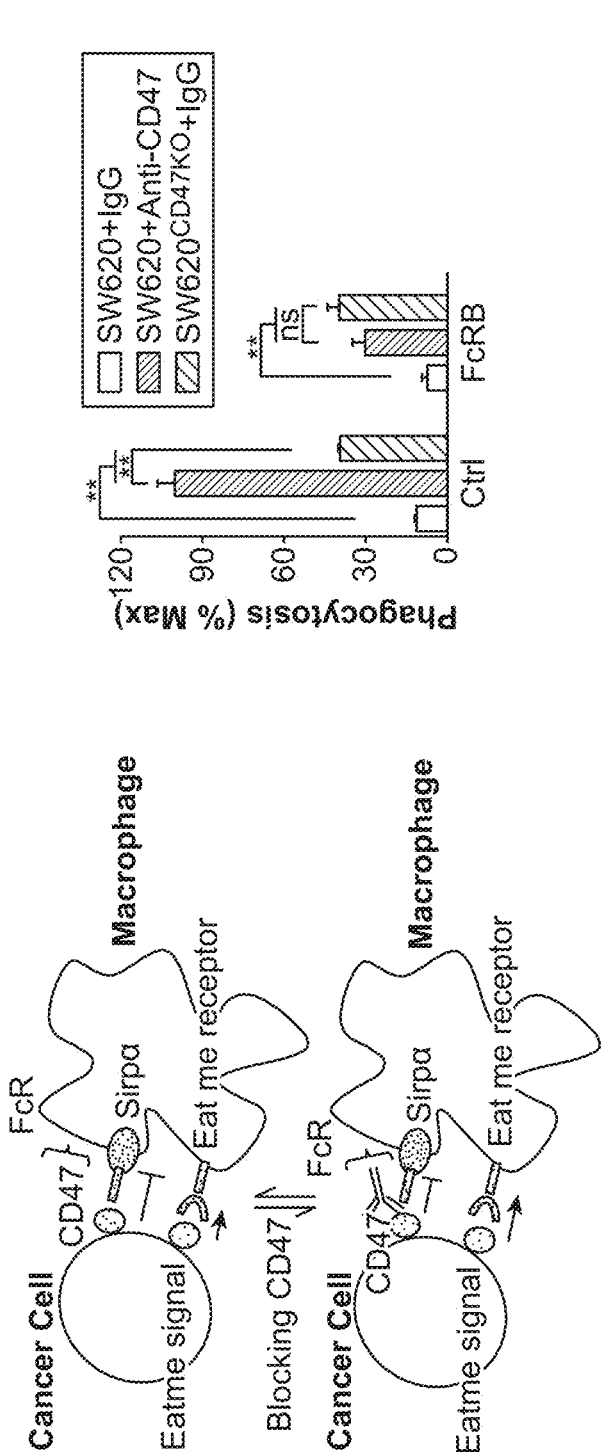 Cancer Cell
CD47
FcR
Sirpα
Macrophage
Eatme signal
Eat me receptor
Blocking CD47
Cancer Cell
CD47
FcR
Sirpα
Macrophage
Eatme signal
Eat me receptor
Phagocytosis (% Max)
120
90
60
30
0
**
**
**
ns
Ctrl
FcRB
SW620+IgG
SW620+Anti-CD47
SW620CD47KO+IgG